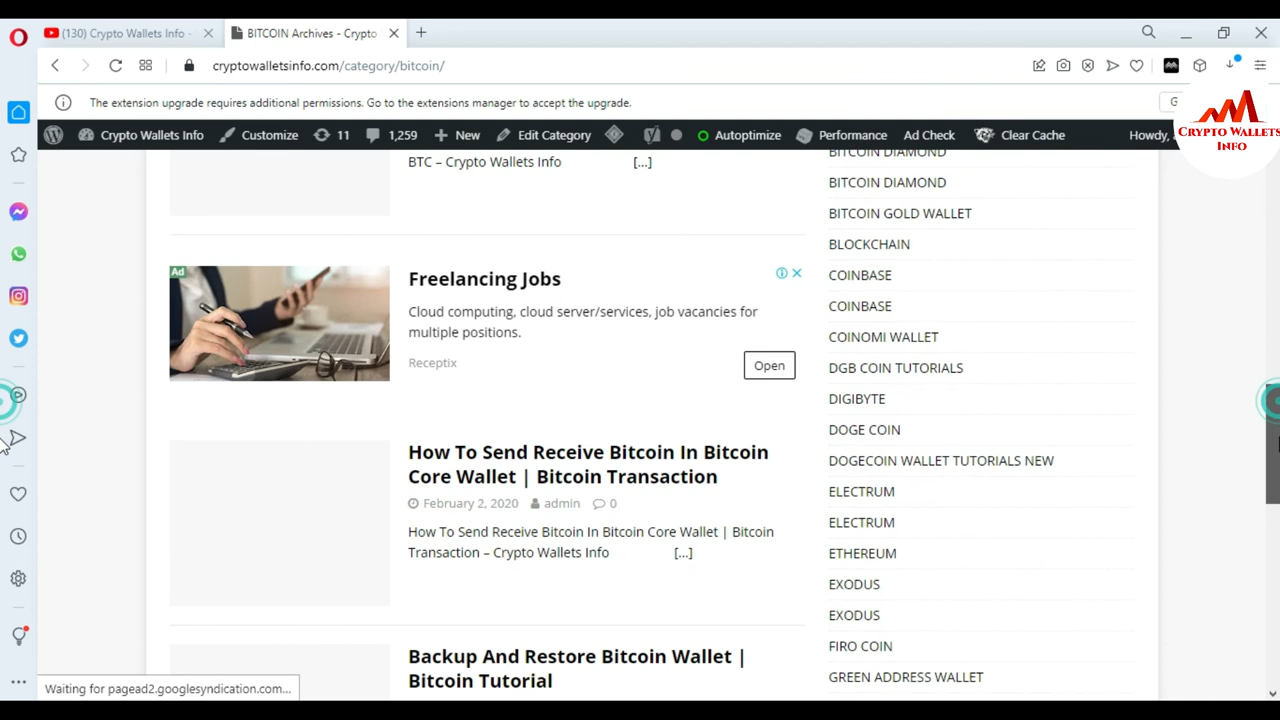 (130) Crypto Wallets Info -
BITCOIN Archives - Crypto
cryptowalletsinfo.com/category/bitcoin/
The extension upgrade requires additional permissions. Go to the extensions manager to accept the upgrade.
G
CRYPTO WALLETS
INFO
Crypto Wallets Info
Customize
11
1,259
New
Edit Category
Autoptimize
Performance
Ad Check
Clear Cache
Howdy,
BTC – Crypto Wallets Info [...]
Ad
Freelancing Jobs
Cloud computing, cloud server/services, job vacancies for
multiple positions.
Receptix
Open
How To Send Receive Bitcoin In Bitcoin
Core Wallet | Bitcoin Transaction
February 2, 2020 admin 0
How To Send Receive Bitcoin In Bitcoin Core Wallet | Bitcoin
Transaction – Crypto Wallets Info [...]
Backup And Restore Bitcoin Wallet |
Bitcoin Tutorial
BITCOIN DIAMOND
BITCOIN DIAMOND
BITCOIN GOLD WALLET
BLOCKCHAIN
COINBASE
COINBASE
COINOMI WALLET
DGB COIN TUTORIALS
DIGIBYTE
DOGE COIN
DOGECOIN WALLET TUTORIALS NEW
ELECTRUM
ELECTRUM
ETHEREUM
EXODUS
EXODUS
FIRO COIN
GREEN ADDRESS WALLET
Waiting for pagead2.googlesyndication.com...